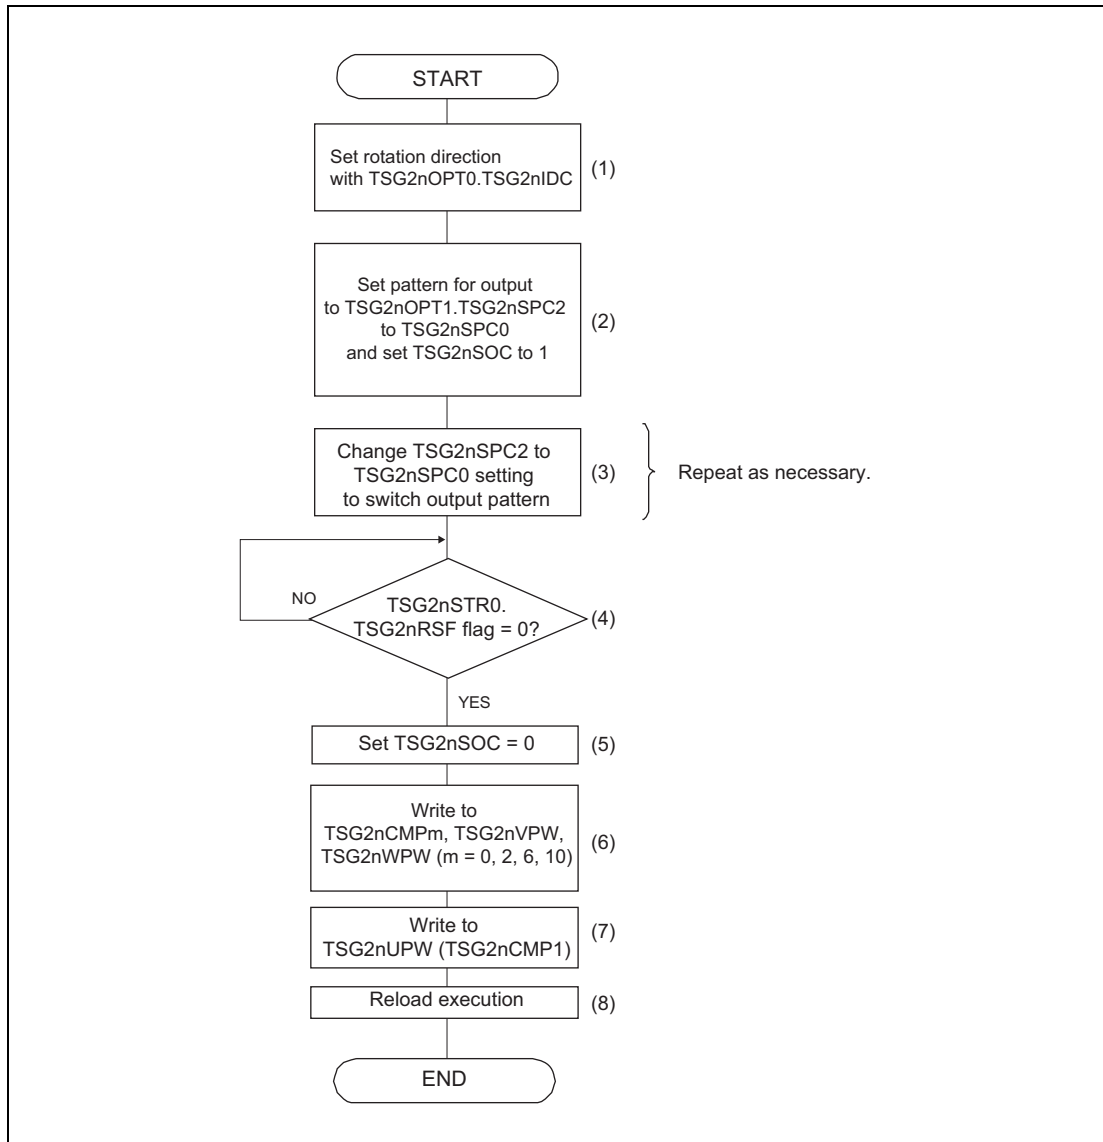 START
Set rotation direction
with TSG2nOPT0.TSG2nIDC
(1)
Set pattern for output
to TSG2nOPT1.TSG2nSPC2
to TSG2nSPC0
and set TSG2nSOC to 1
(2)
Change TSG2nSPC2 to
TSG2nSPC0 setting
to switch output pattern
(3)
Repeat as necessary.
NO
TSG2nSTR0.
TSG2nRSF flag = 0?
(4)
YES
Set TSG2nSOC = 0
(5)
Write to
TSG2nCMPm, TSG2nVPW,
TSG2nWPW (m = 0, 2, 6, 10)
(6)
Write to
TSG2nUPW (TSG2nCMP1)
(7)
Reload execution
(8)
END